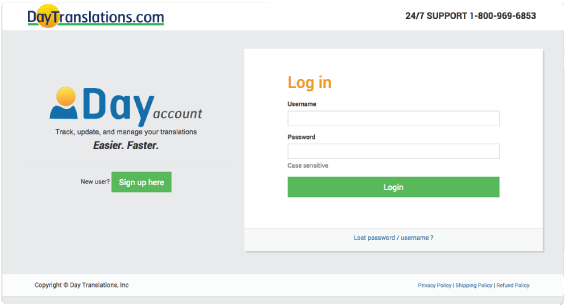 DayTranslations.com
24/7 SUPPORT 1-800-969-6853
Day account
Track, update, and manage your translations
Easier. Faster.
New user? Sign up here
Log in
Username
Password
Case sensitive
Login
Lost password / username ?
Copyright © Day Translations, Inc
Privacy Policy | Shipping Policy | Refund Policy